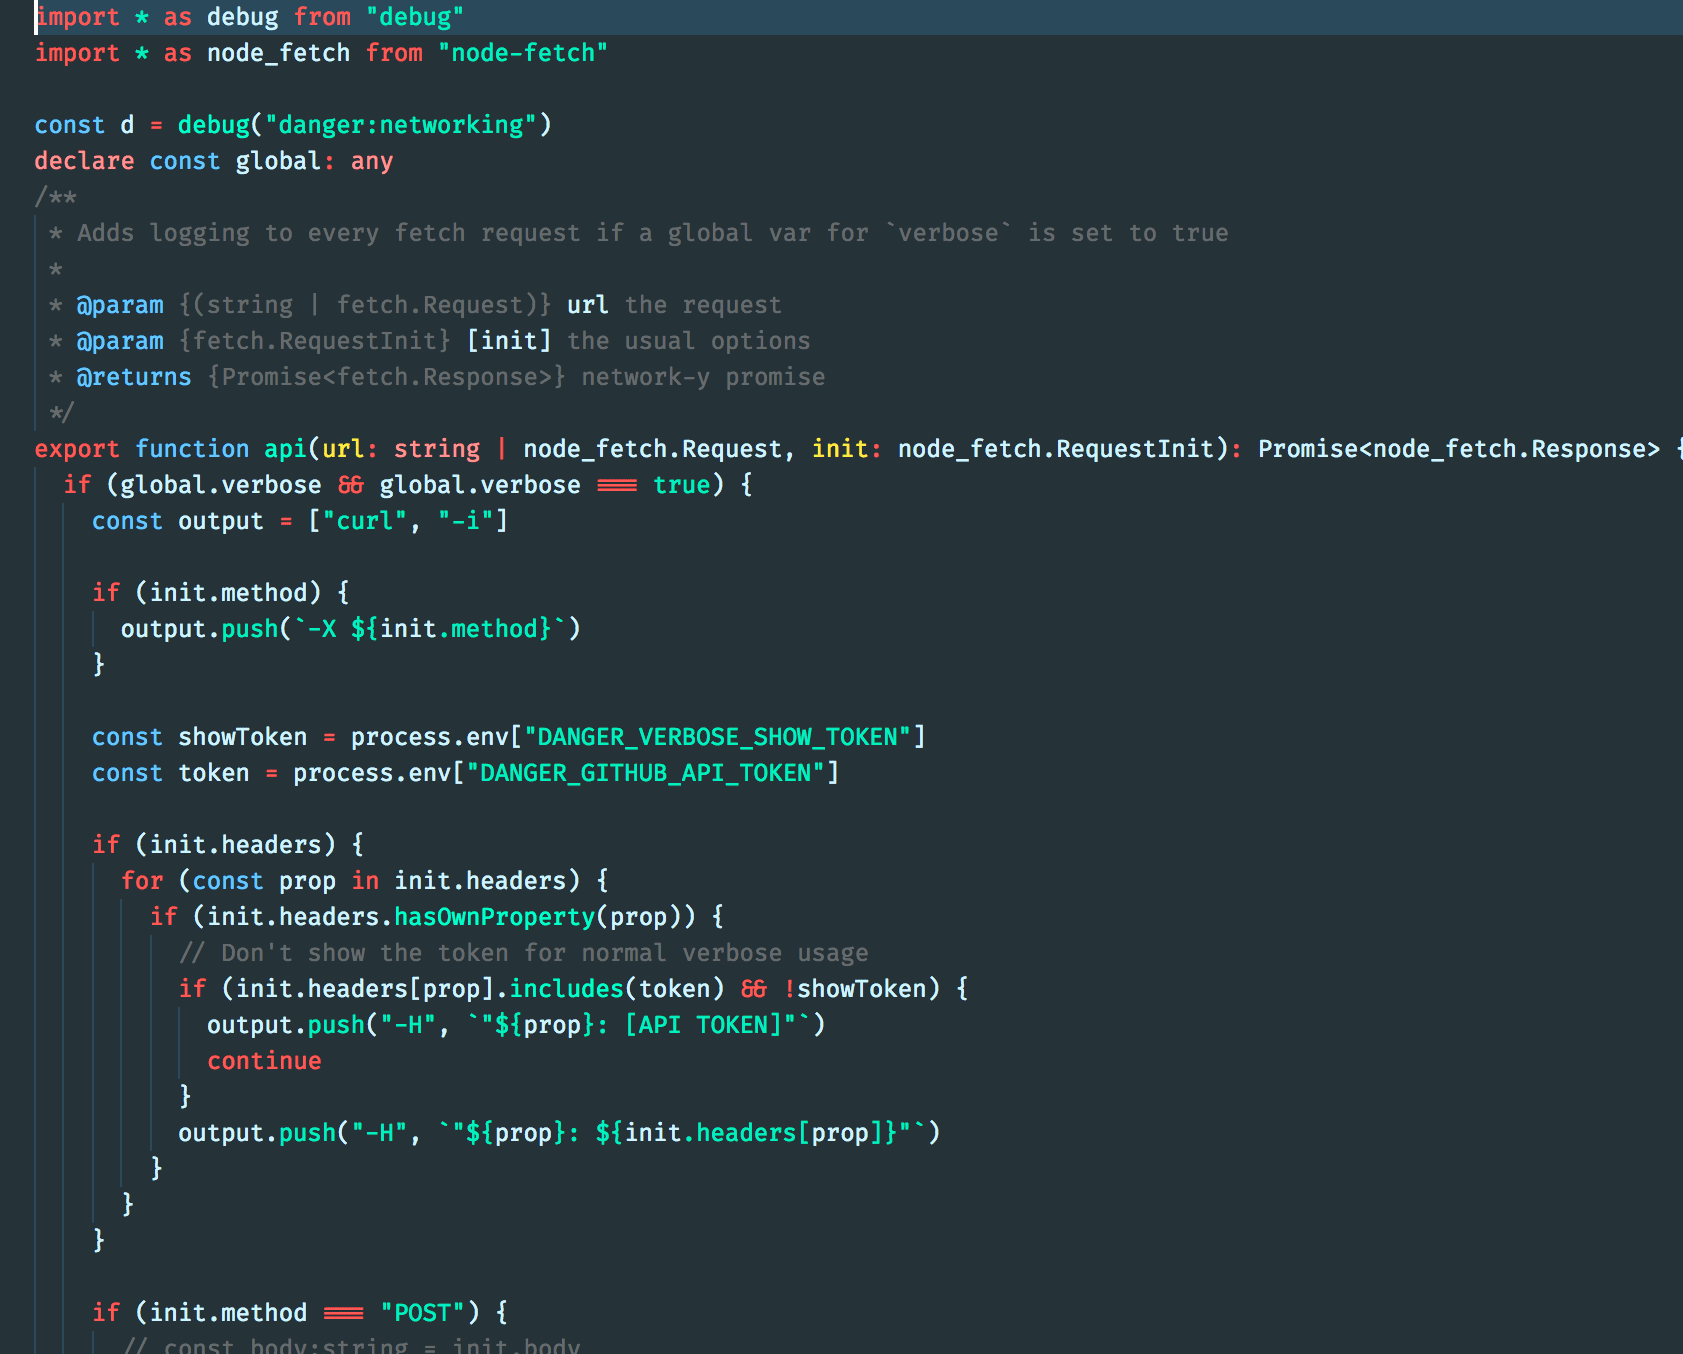 import * as debug from "debug"
import * as node_fetch from "node-fetch"

const d = debug("danger:networking")
declare const global: any
/**
 * Adds logging to every fetch request if a global var for `verbose` is set to true
 *
 * @param {(string | fetch.Request)} url the request
 * @param {fetch.RequestInit} [init] the usual options
 * @returns {Promise<fetch.Response>} network-y promise
 */
export function api(url: string | node_fetch.Request, init: node_fetch.RequestInit): Promise<node_fetch.Response> {
  if (global.verbose && global.verbose === true) {
    const output = ["curl", "-i"]

    if (init.method) {
      output.push(`-X ${init.method}`)
    }

    const showToken = process.env["DANGER_VERBOSE_SHOW_TOKEN"]
    const token = process.env["DANGER_GITHUB_API_TOKEN"]

    if (init.headers) {
      for (const prop in init.headers) {
        if (init.headers.hasOwnProperty(prop)) {
          // Don't show the token for normal verbose usage
          if (init.headers[prop].includes(token) && !showToken) {
            output.push("-H", `"${prop}: [API TOKEN]"`)
            continue
          }
          output.push("-H", `"${prop}: ${init.headers[prop]}"`)
        }
      }
    }

    if (init.method === "POST") {
      // const body:string = init.body